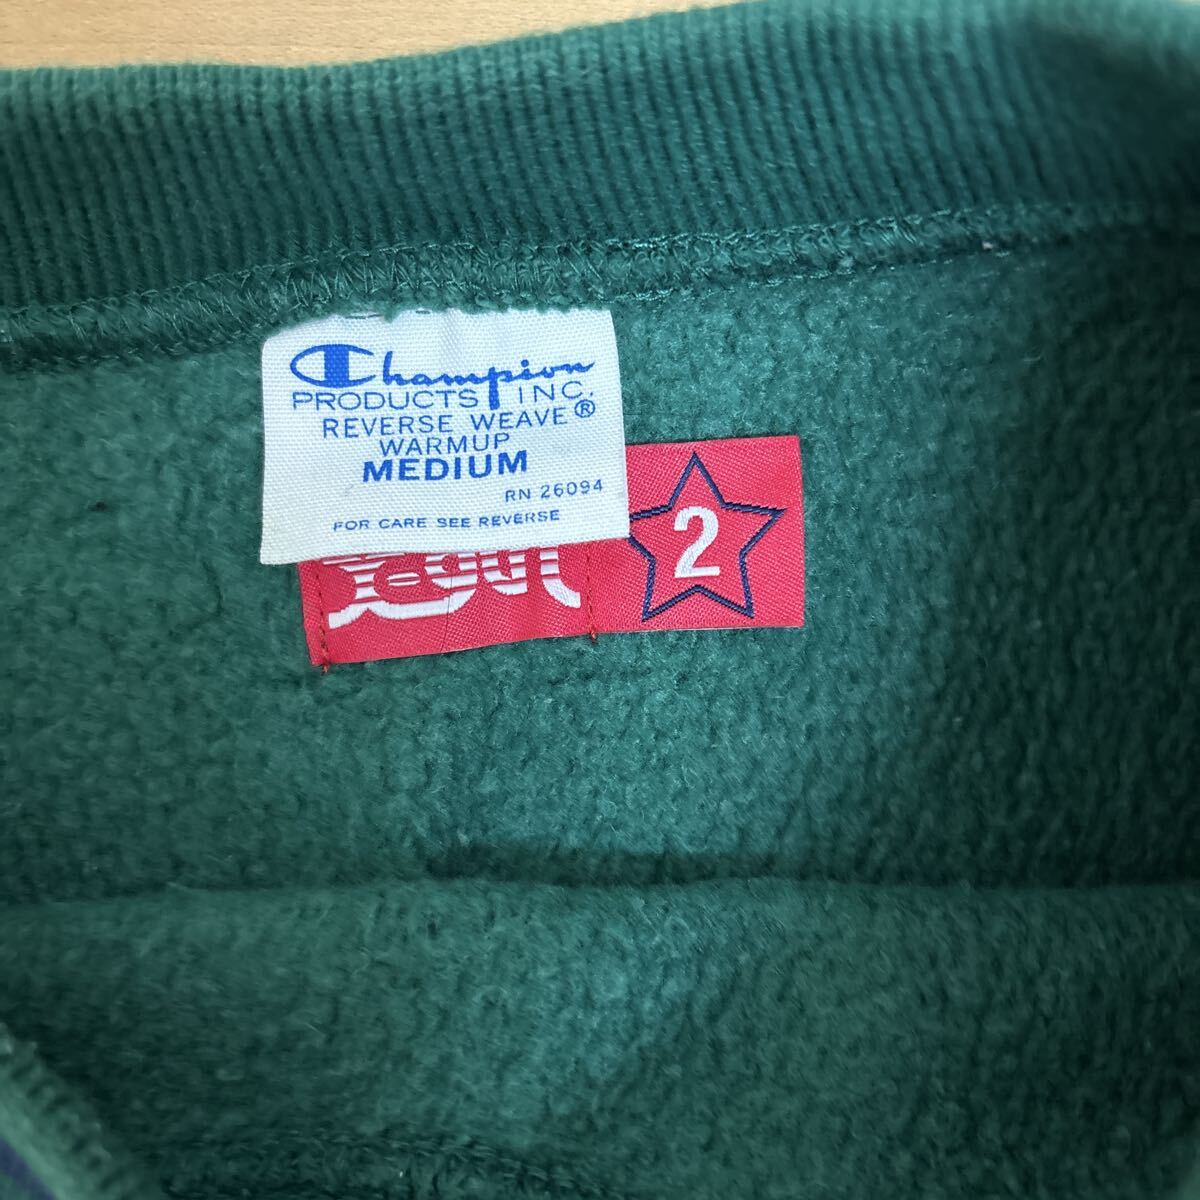 Champion
PRODUCTS INC.
REVERSE WEAVE®
WARMUP
MEDIUM
RN 26094
FOR CARE SEE REVERSE
2